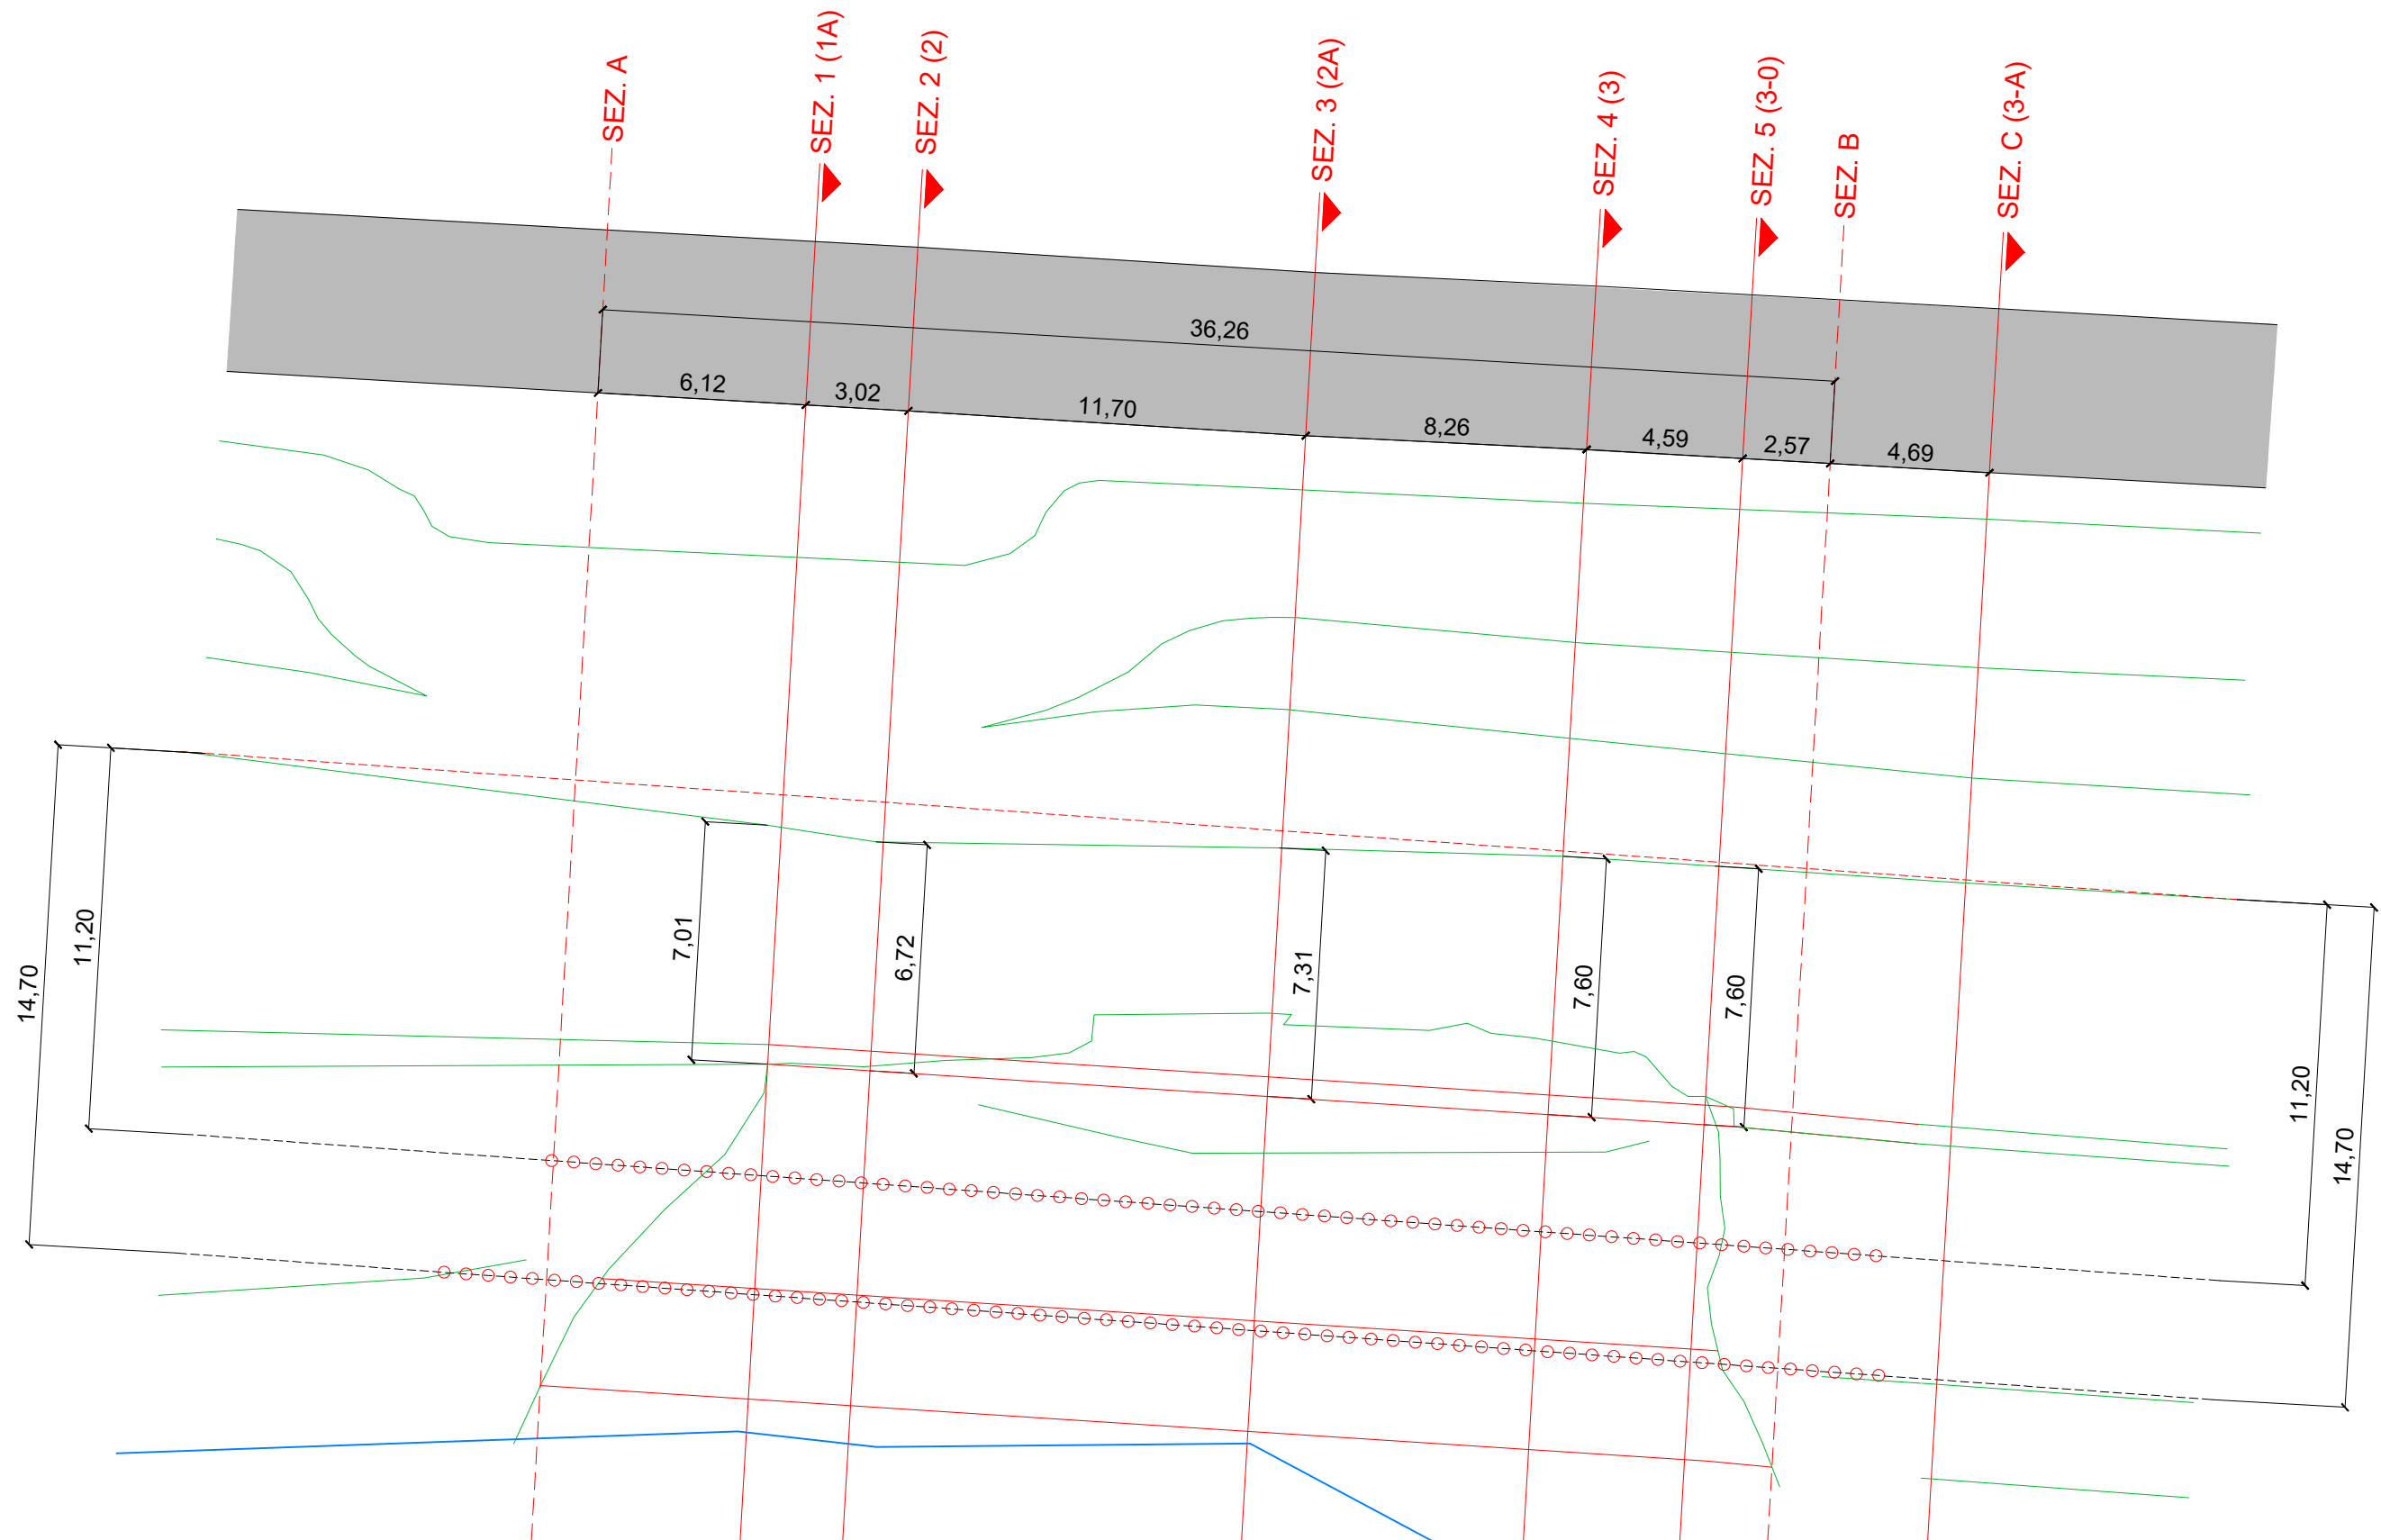 SEZ. A
SEZ. 1 (1A)
SEZ. 2 (2)
SEZ. 3 (2A)
SEZ. 4 (3)
SEZ. 5 (3-0)
SEZ. B
SEZ. C (3-A)
36,26
6,12
3,02
11,70
8,26
4,59
2,57
4,69
14,70
11,20
7,01
6,72
7,31
7,60
7,60
11,20
14,70